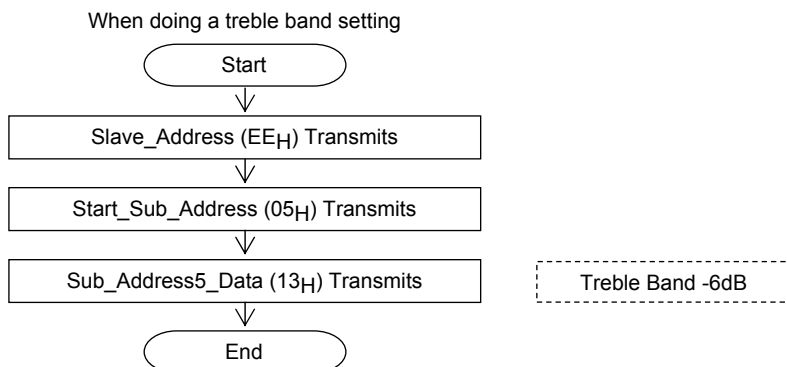 When doing a treble band setting
Start
Slave_Address (EEH) Transmits
Start_Sub_Address (05H) Transmits
Sub_Address5_Data (13H) Transmits
Treble Band -6dB
End